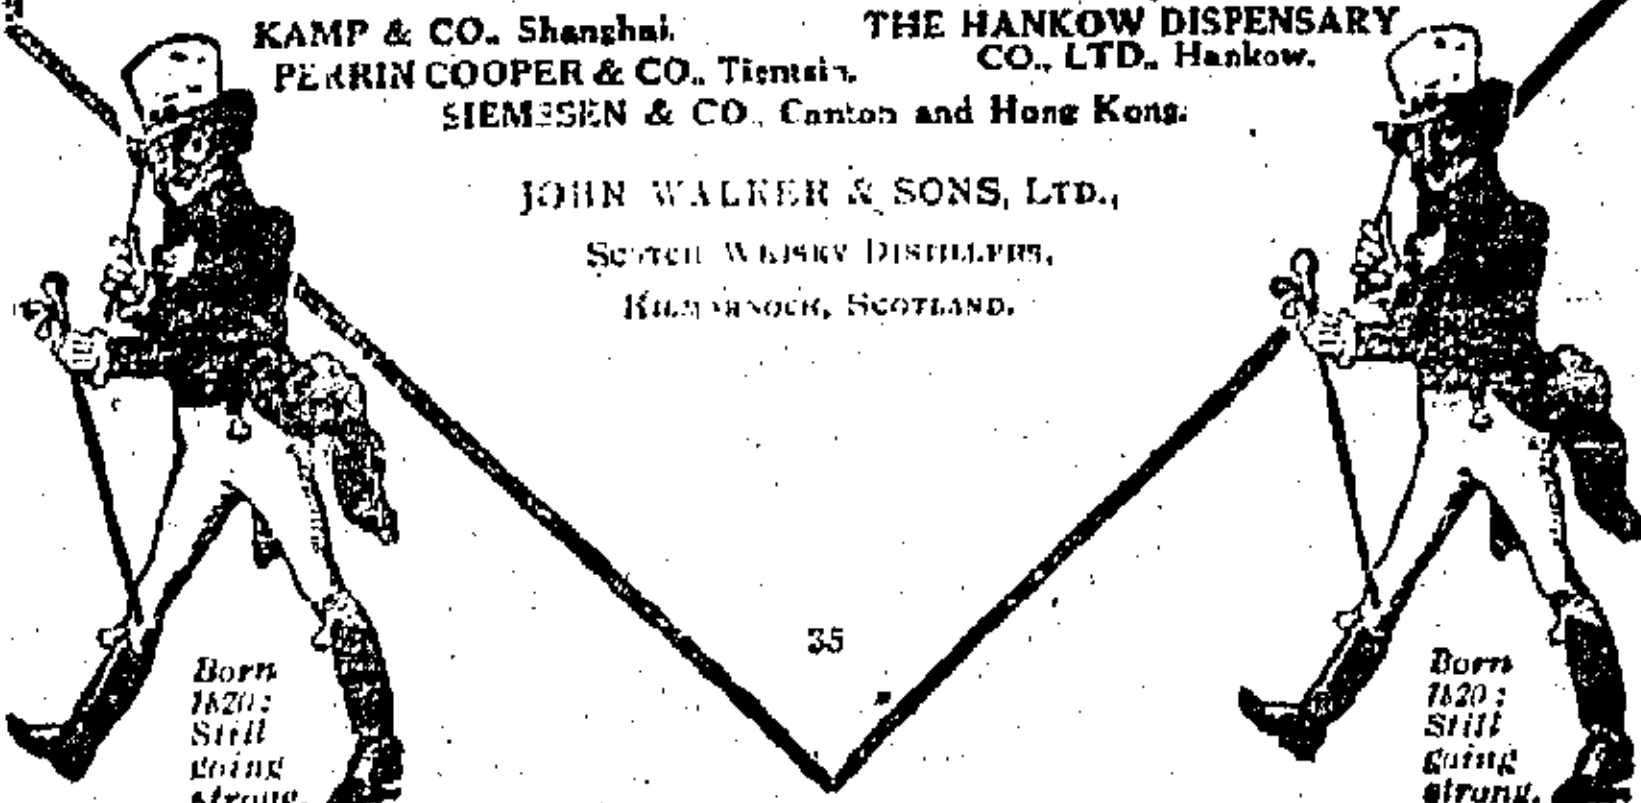 KAMP & CO., Shanghai.
THE HANKOW DISPENSARY
CO., LTD., Hankow.
PERRIN COOPER & CO., Tientsin.
SIEMSSEN & CO., Canton and Hong Kong.
JOHN WALKER & SONS, LTD.,
SCOTCH WHISKY DISTILLERS,
KILMARNOCK, SCOTLAND.
35
Born
1820:
Still
going
strong.
Born
1820:
Still
going
strong.